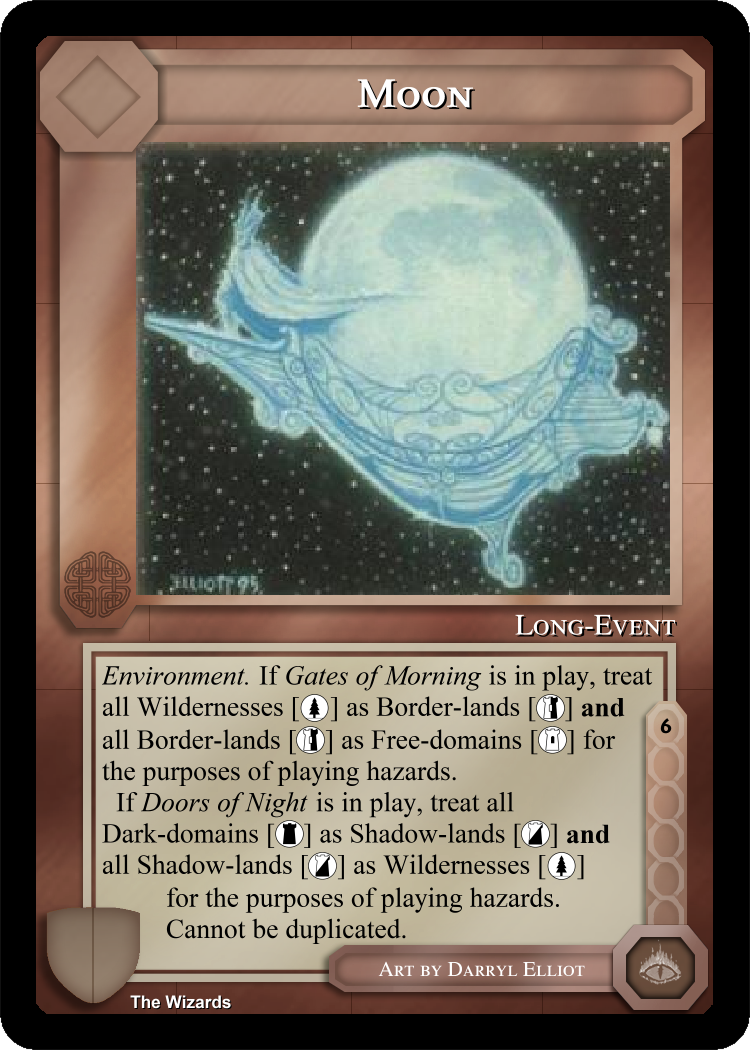 Moon
ELLIOTT 95
Long-Event
Environment. If Gates of Morning is in play, treat
all Wildernesses [] as Border-lands [] and
all Border-lands [] as Free-domains [] for
the purposes of playing hazards.
If Doors of Night is in play, treat all
Dark-domains [] as Shadow-lands [] and
all Shadow-lands [] as Wildernesses []
for the purposes of playing hazards.
Cannot be duplicated.
6
Art by Darryl Elliot
The Wizards